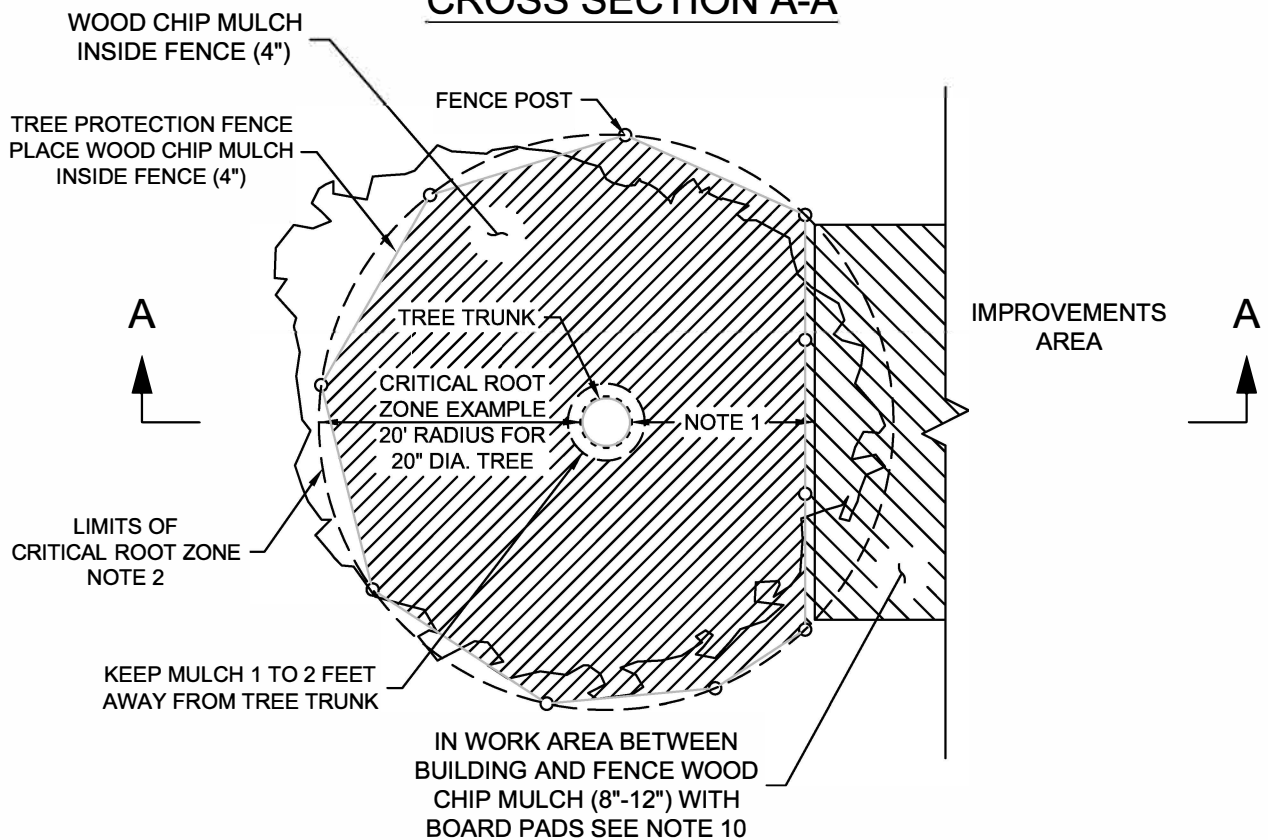 CROSS SECTION A-A
WOOD CHIP MULCH
INSIDE FENCE (4")
FENCE POST
TREE PROTECTION FENCE
PLACE WOOD CHIP MULCH
INSIDE FENCE (4")
A
TREE TRUNK
IMPROVEMENTS
AREA
A
CRITICAL ROOT
ZONE EXAMPLE
20' RADIUS FOR
20" DIA. TREE
NOTE 1
LIMITS OF
CRITICAL ROOT ZONE
NOTE 2
KEEP MULCH 1 TO 2 FEET
AWAY FROM TREE TRUNK
IN WORK AREA BETWEEN
BUILDING AND FENCE WOOD
CHIP MULCH (8"-12") WITH
BOARD PADS SEE NOTE 10